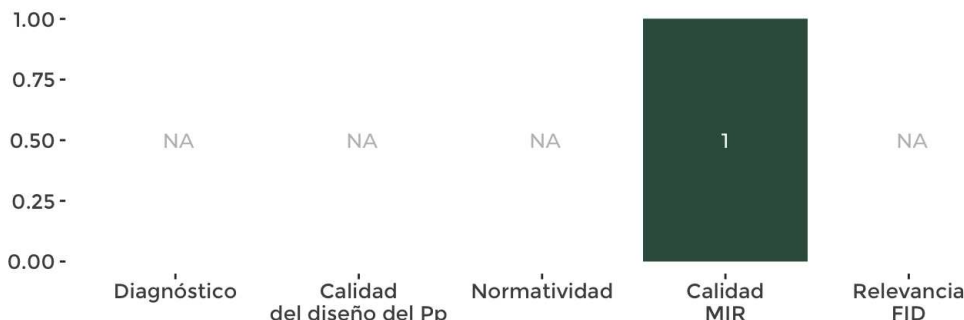 1.00
0.75
0.50
0.25
0.00
NA
NA
NA
1
NA
Diagnóstico
Calidad
del diseño del Pp
Normatividad
Calidad
MIR
Relevancia
FID